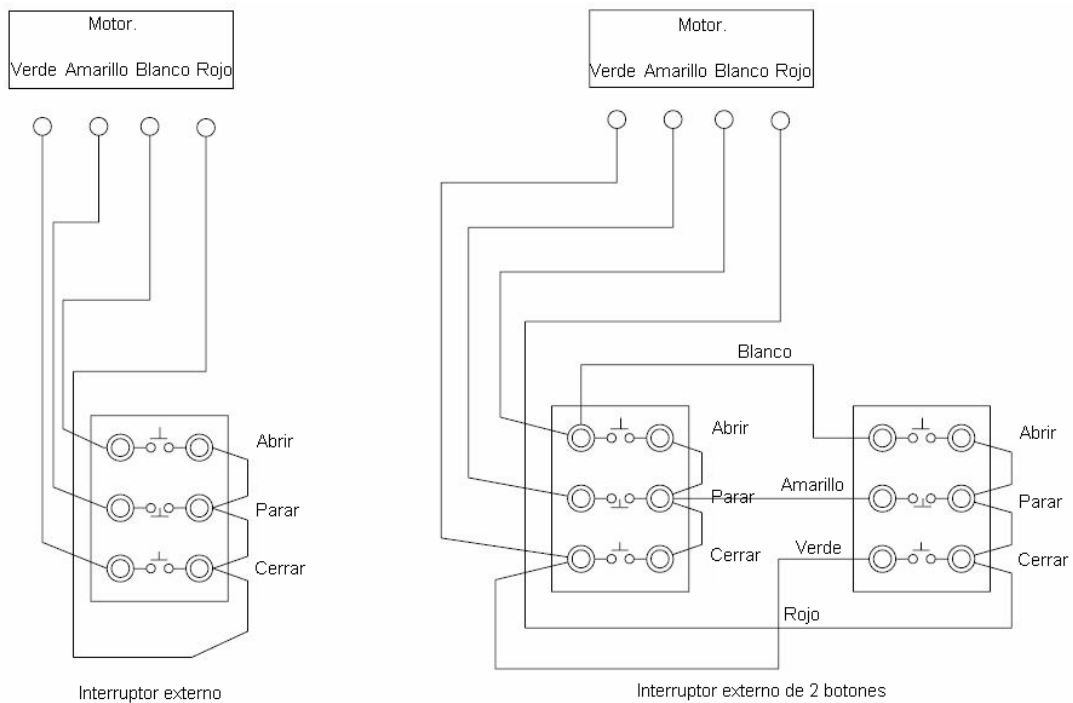 Motor.
Verde Amarillo Blanco Rojo
Abrir
Parar
Cerrar
Interruptor externo
Motor.
Verde Amarillo Blanco Rojo
Blanco
Abrir
Abrir
Amarillo
Parar
Parar
Verde
Cerrar
Cerrar
Rojo
Interruptor externo de 2 botones